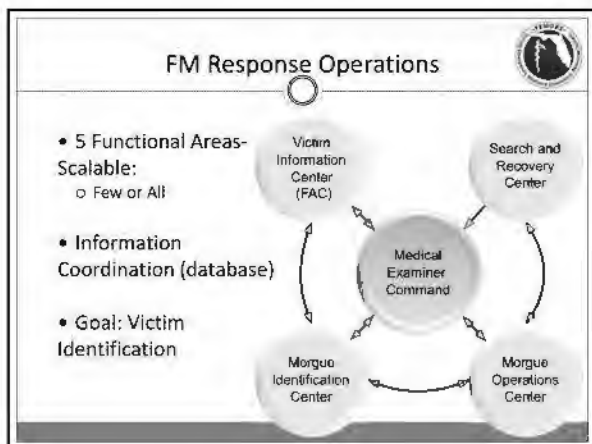 FM Response Operations
• 5 Functional Areas-
Scalable:
o Few or All
• Information
Coordination (database)
• Goal: Victim
Identification
Victim
Information
Center
(FAC)
Search and
Recovery
Center
Medical
Examiner
Command
Morgue
Identification
Center
Morgue
Operations
Center